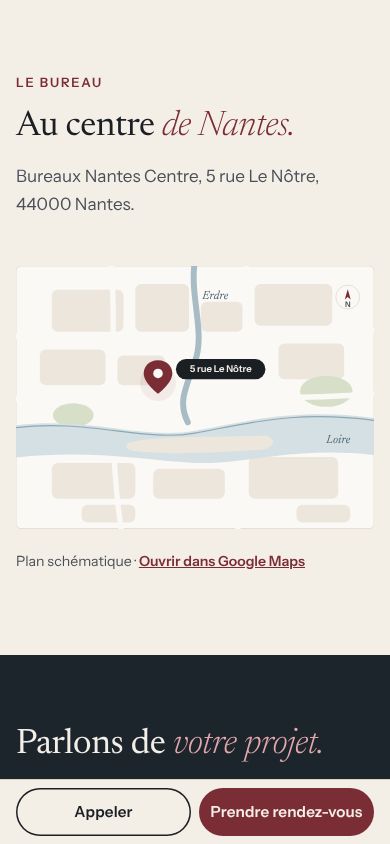 LE BUREAU
Au centre de Nantes.
Bureaux Nantes Centre, 5 rue Le Nôtre,
44000 Nantes.
Erdre
N
5 rue Le Nôtre
Loire
Plan schématique · Ouvrir dans Google Maps
Parlons de votre projet.
Appeler
Prendre rendez-vous